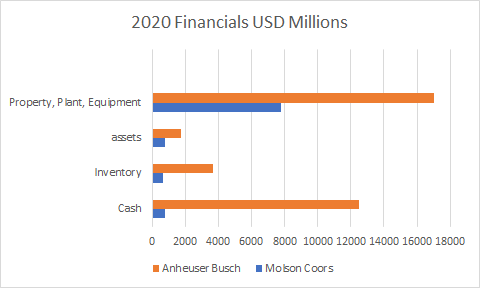 2020 Financials USD Millions
Property, Plant, Equipment
assets
Inventory
Cash
0 2000 4000 6000 8000 10000 12000 14000 16000 18000
Anheuser Busch Molson Coors